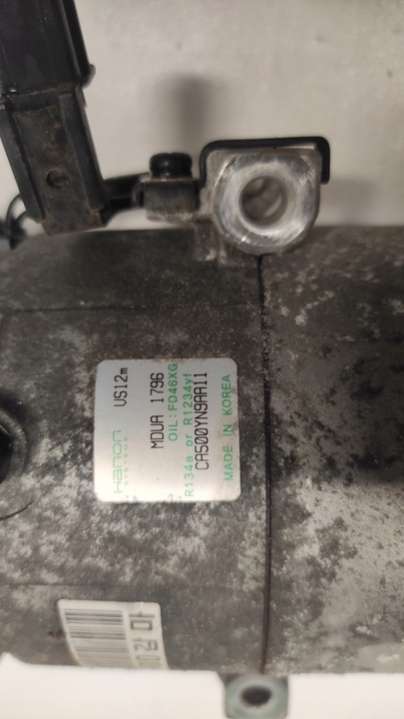 Hanon VS12m
MDUA 1796
OIL:FD46XG
R134a or R1234yf
CA500YN9AA11
MADE IN KOREA